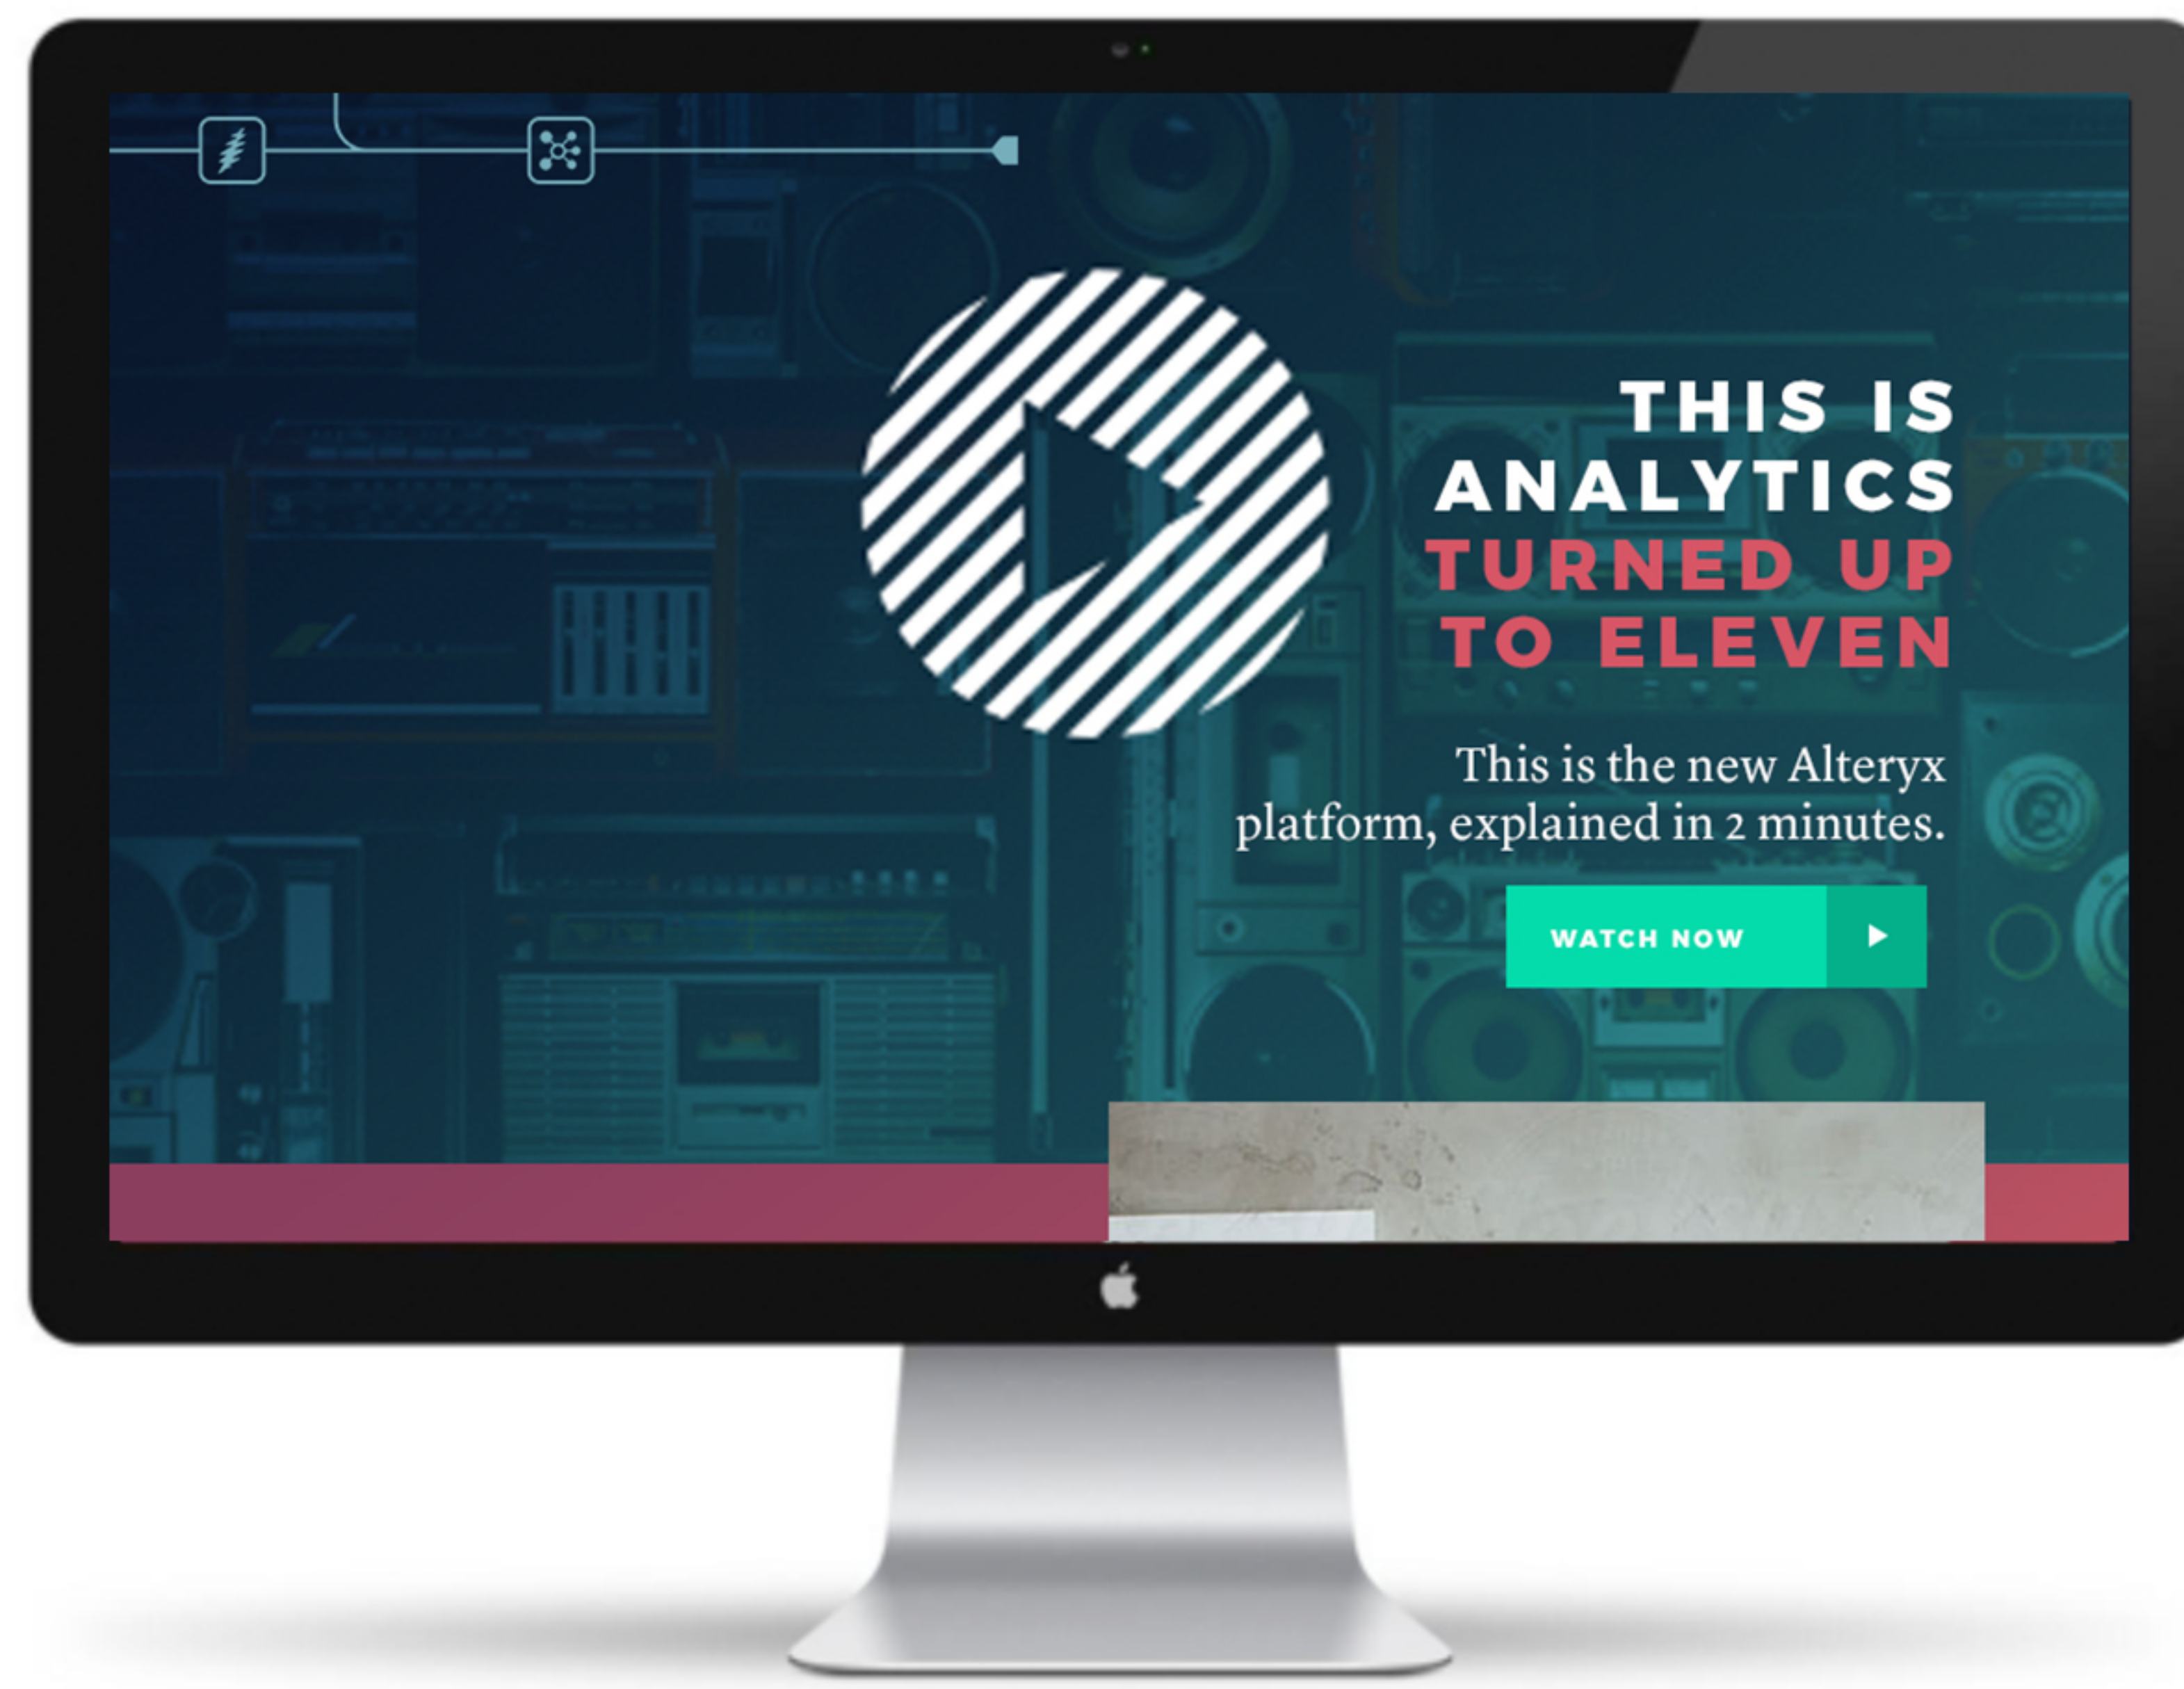 THIS IS
ANALYTICS
TURNED UP
TO ELEVEN
This is the new Alteryx
platform, explained in 2 minutes.
WATCH NOW